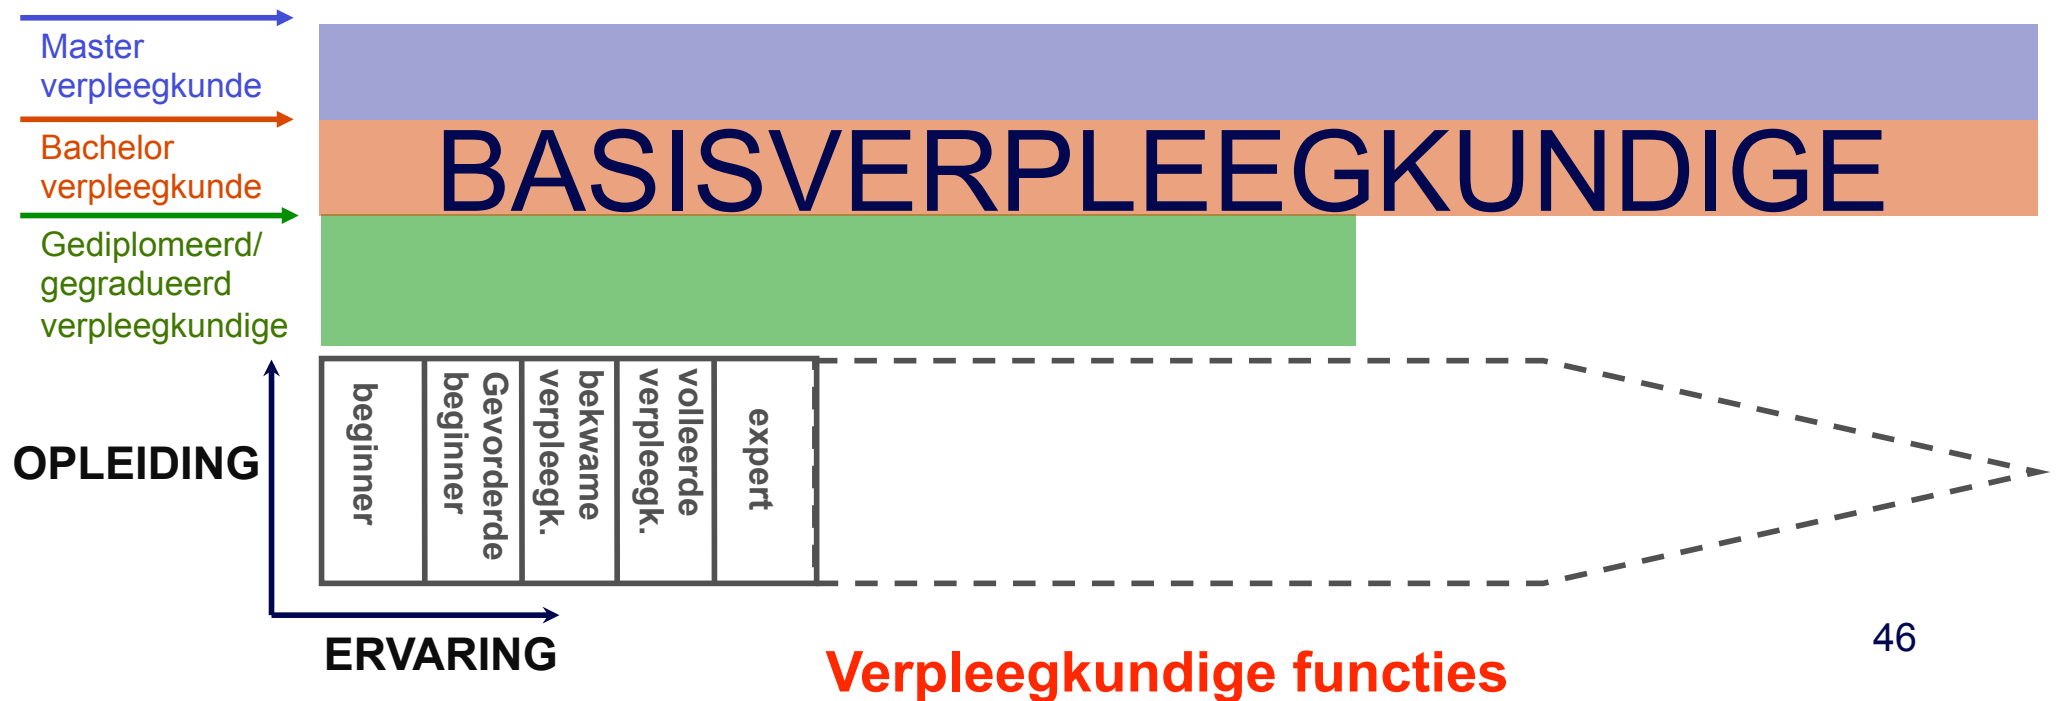 Master
verpleegkunde
Bachelor
verpleegkunde
BASISVERPLEEGKUNDIGE
Gediplomeerd/
gegradueerd
verpleegkundige
OPLEIDING
beginner
Gevorderde
beginner
bekwame
verpleegk.
volleerde
verpleegk.
expert
ERVARING
Verpleegkundige functies
46